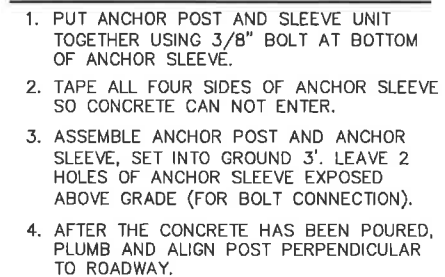 1. PUT ANCHOR POST AND SLEEVE UNIT
TOGETHER USING 3/8" BOLT AT BOTTOM
OF ANCHOR SLEEVE.
2. TAPE ALL FOUR SIDES OF ANCHOR SLEEVE
SO CONCRETE CAN NOT ENTER.
3. ASSEMBLE ANCHOR POST AND ANCHOR
SLEEVE, SET INTO GROUND 3'. LEAVE 2
HOLES OF ANCHOR SLEEVE EXPOSED
ABOVE GRADE (FOR BOLT CONNECTION).
4. AFTER THE CONCRETE HAS BEEN POURED,
PLUMB AND ALIGN POST PERPENDICULAR
TO ROADWAY.